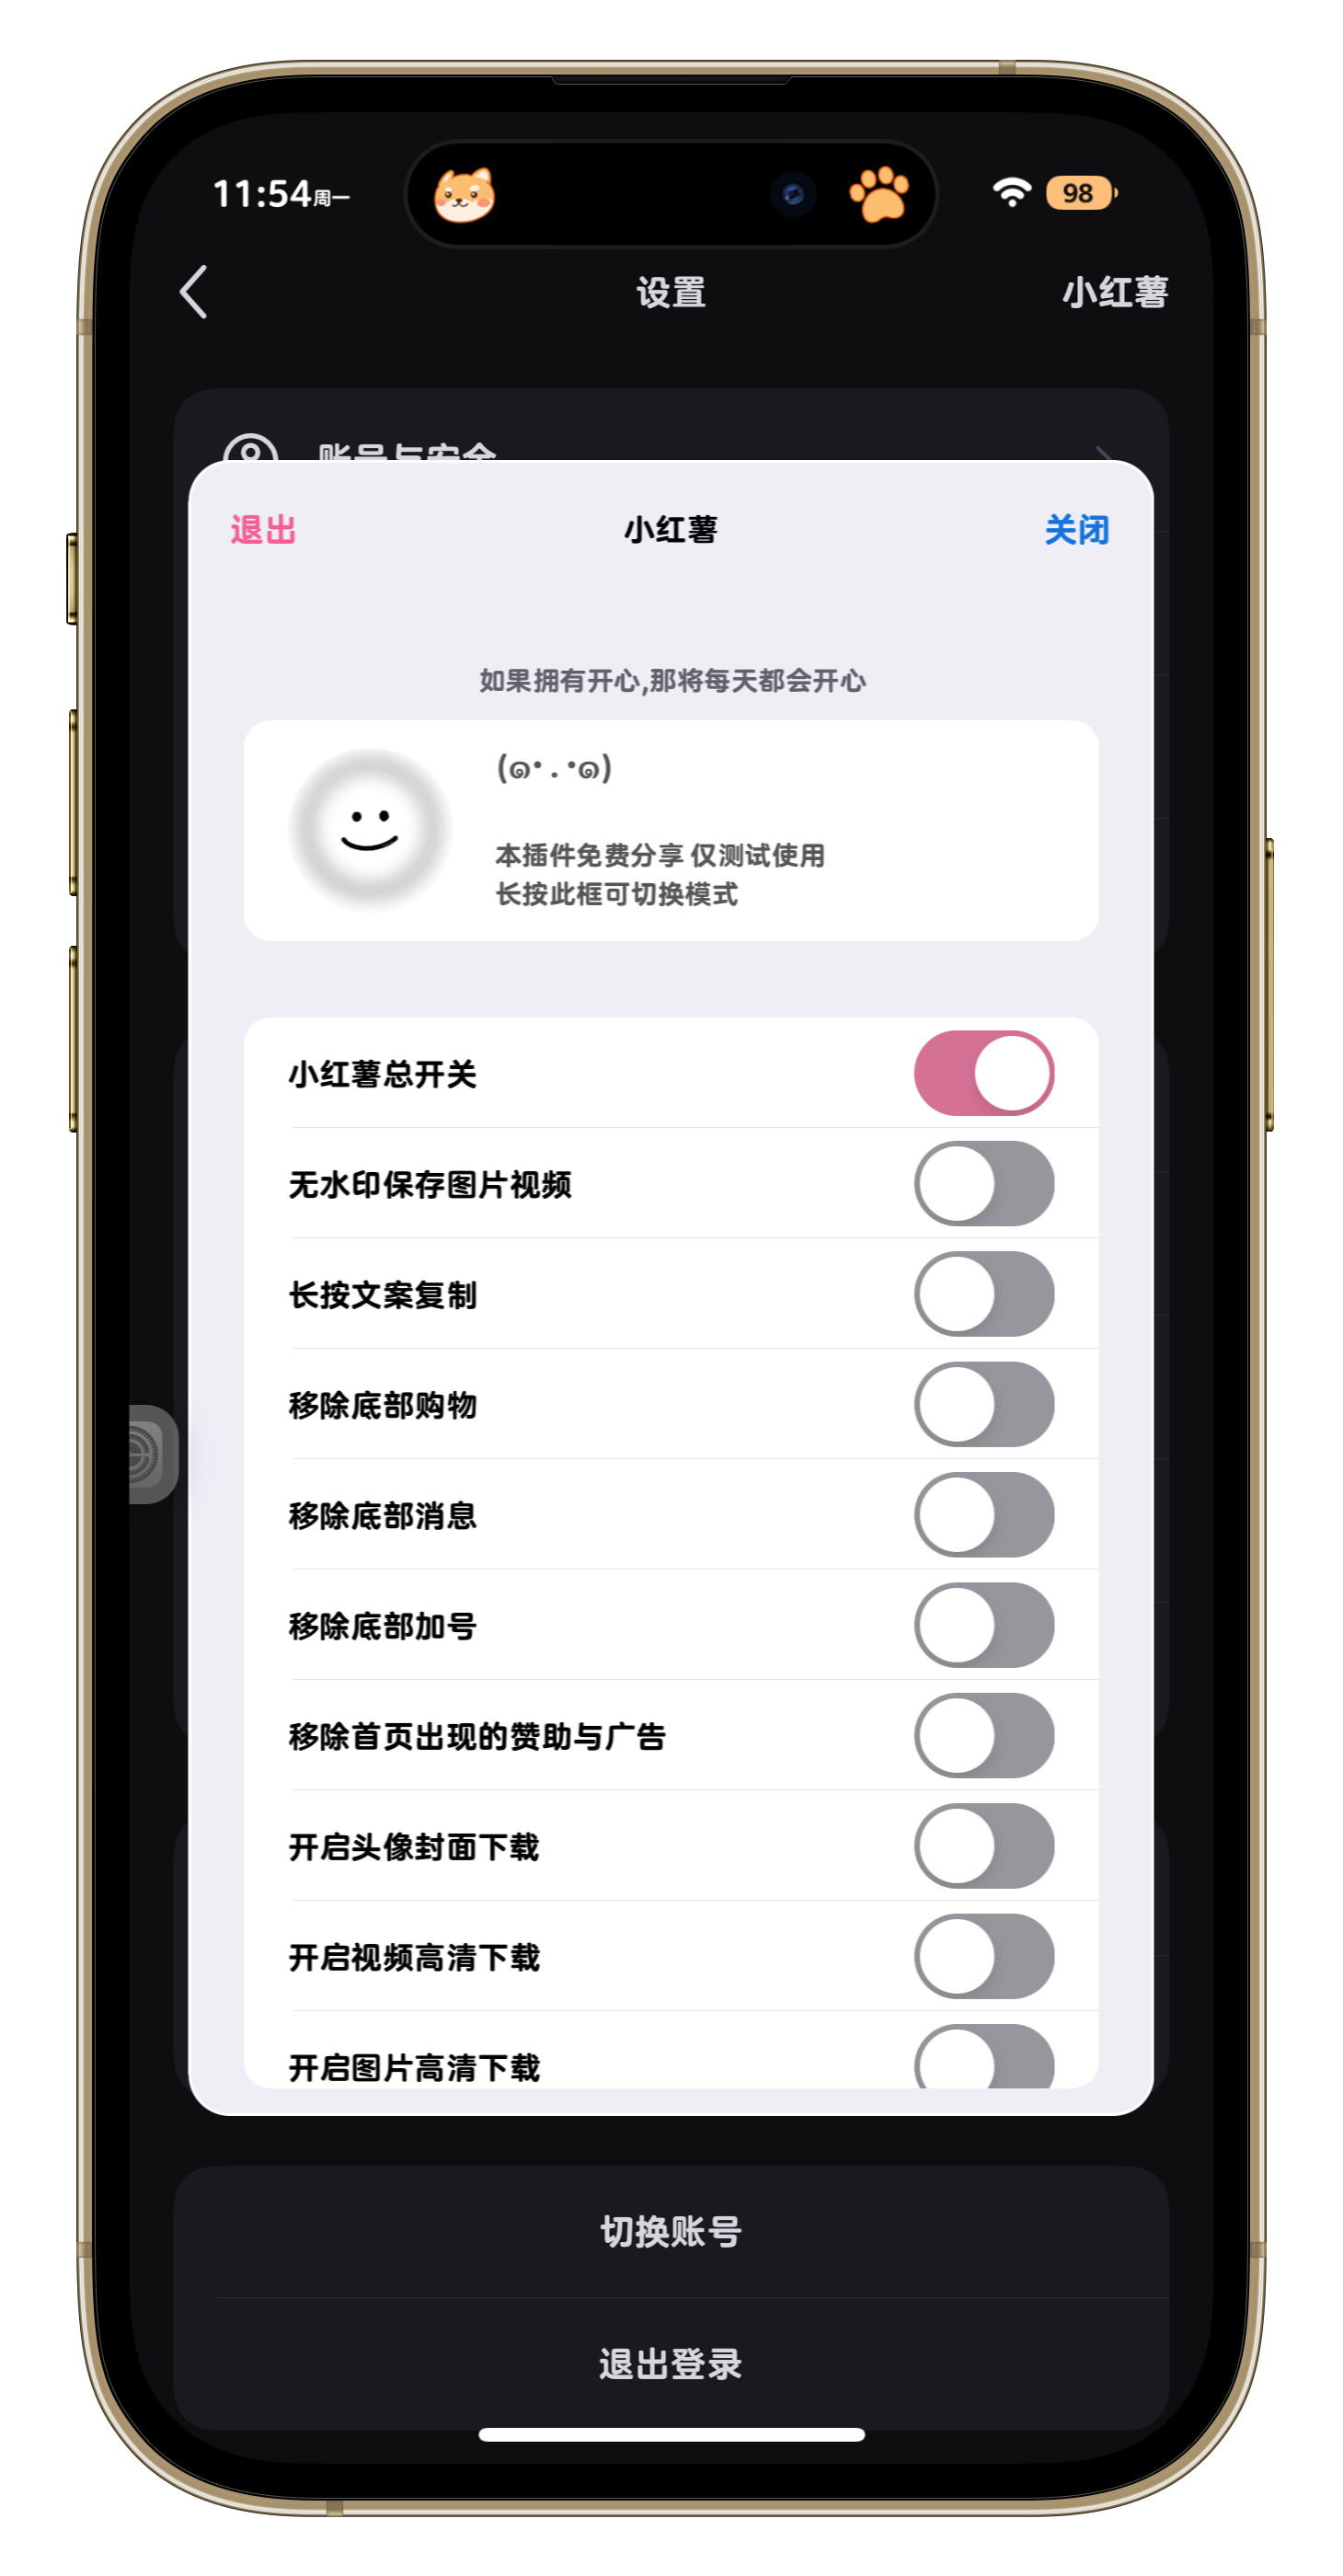 11:54周一
98
设置
小红薯
账号与安全
退出
小红薯
关闭
如果拥有开心,那将每天都会开心
(๑• . •๑)
本插件免费分享 仅测试使用
长按此框可切换模式
小红薯总开关
无水印保存图片视频
长按文案复制
移除底部购物
移除底部消息
移除底部加号
移除首页出现的赞助与广告
开启头像封面下载
开启视频高清下载
开启图片高清下载
切换账号
退出登录